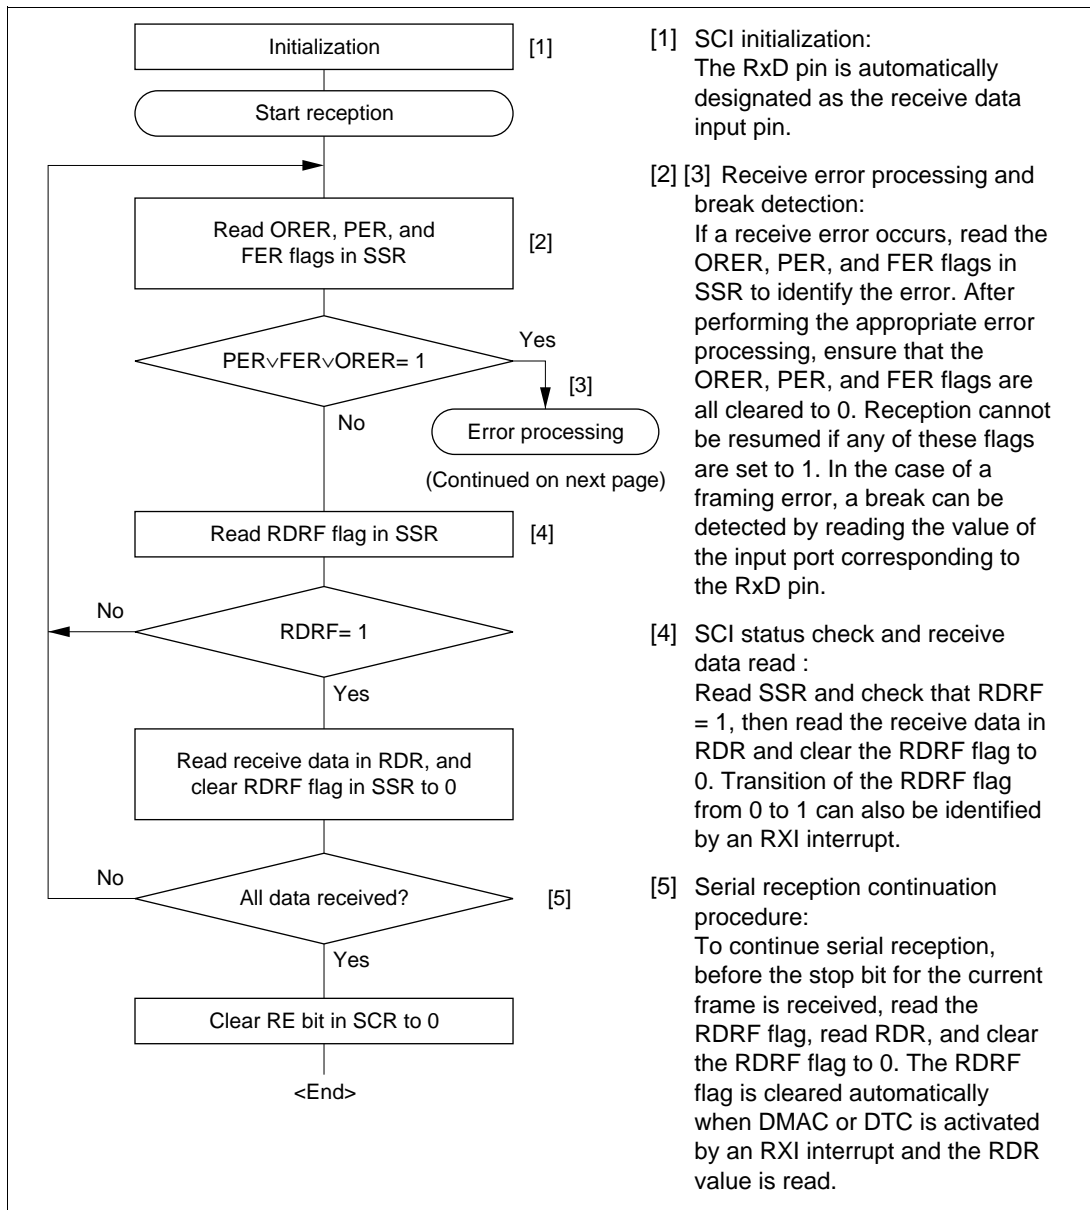 Initialization
[1]
Start reception
Read ORER, PER, and
FER flags in SSR
[2]
PER∨FER∨ORER= 1
Yes
[3]
No
Error processing
(Continued on next page)
Read RDRF flag in SSR
[4]
No
RDRF= 1
Yes
Read receive data in RDR, and
clear RDRF flag in SSR to 0
No
All data received?
[5]
Yes
Clear RE bit in SCR to 0
<End>
[1] SCI initialization:
The RxD pin is automatically
designated as the receive data
input pin.
[2] [3] Receive error processing and
break detection:
If a receive error occurs, read the
ORER, PER, and FER flags in
SSR to identify the error. After
performing the appropriate error
processing, ensure that the
ORER, PER, and FER flags are
all cleared to 0. Reception cannot
be resumed if any of these flags
are set to 1. In the case of a
framing error, a break can be
detected by reading the value of
the input port corresponding to
the RxD pin.
[4] SCI status check and receive
data read :
Read SSR and check that RDRF
= 1, then read the receive data in
RDR and clear the RDRF flag to
0. Transition of the RDRF flag
from 0 to 1 can also be identified
by an RXI interrupt.
[5] Serial reception continuation
procedure:
To continue serial reception,
before the stop bit for the current
frame is received, read the
RDRF flag, read RDR, and clear
the RDRF flag to 0. The RDRF
flag is cleared automatically
when DMAC or DTC is activated
by an RXI interrupt and the RDR
value is read.